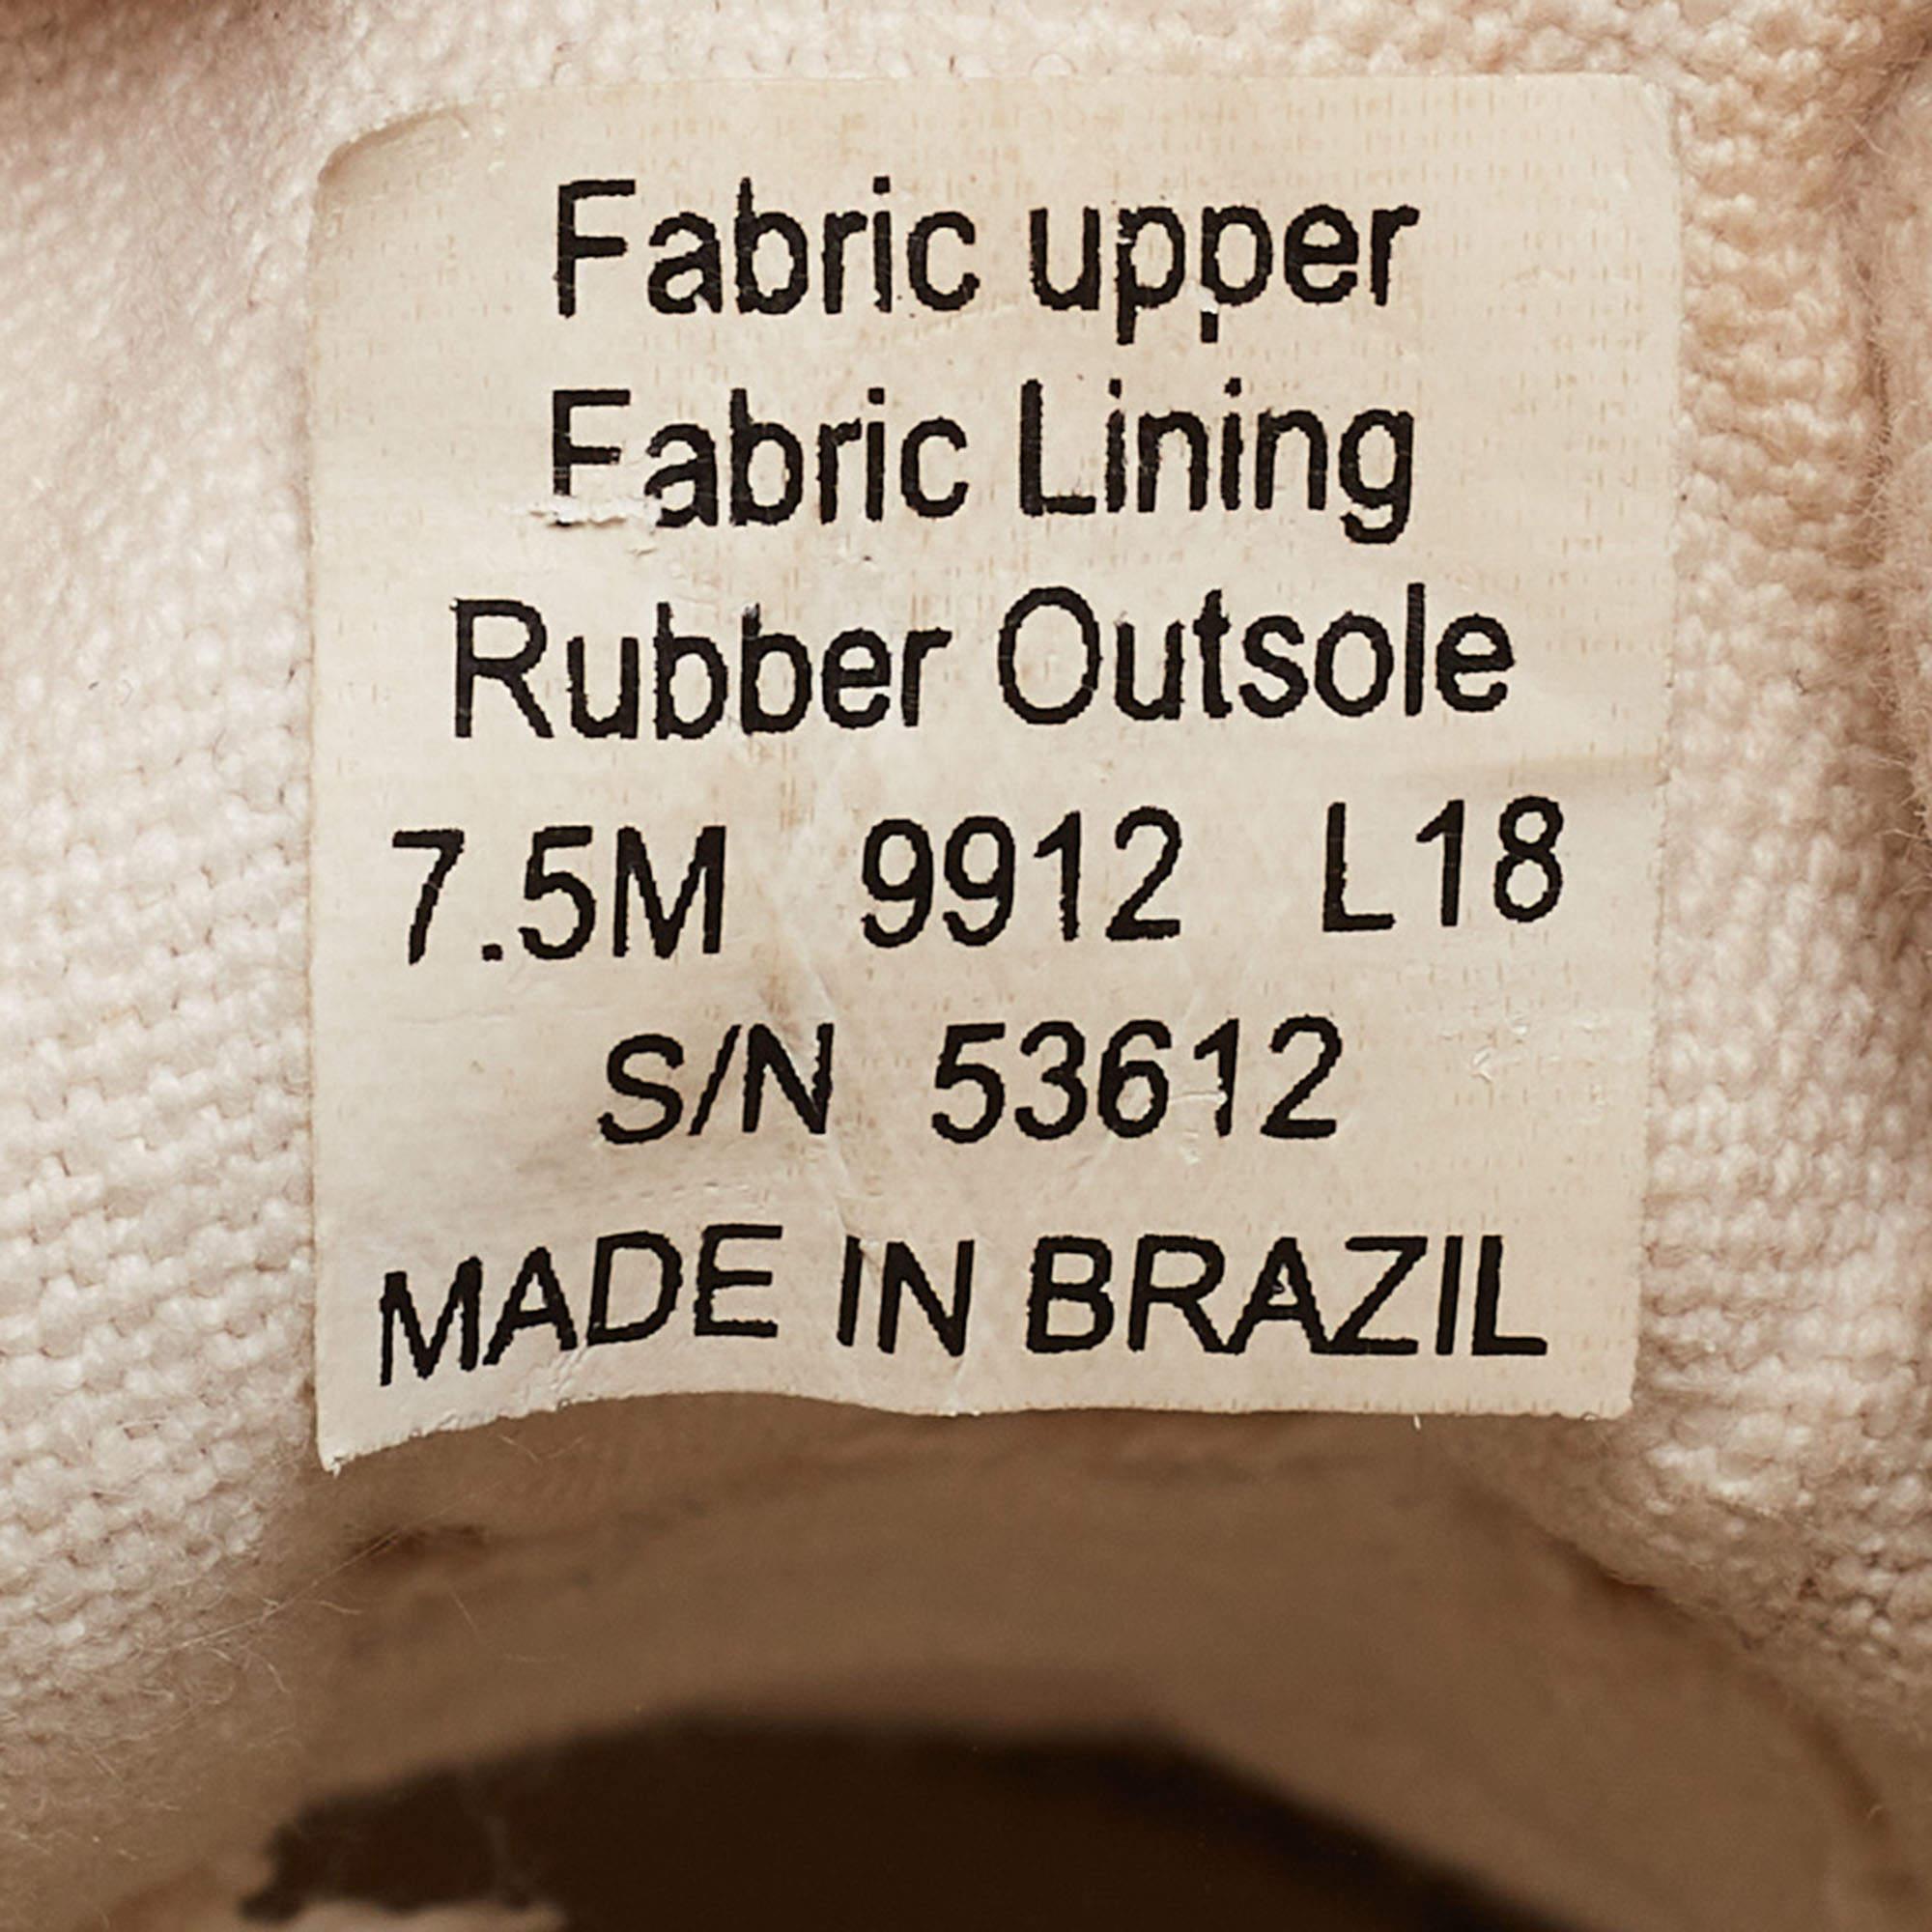 Fabric upper
Fabric Lining
Rubber Outsole
7.5M 9912 L18
S/N 53612
MADE IN BRAZIL